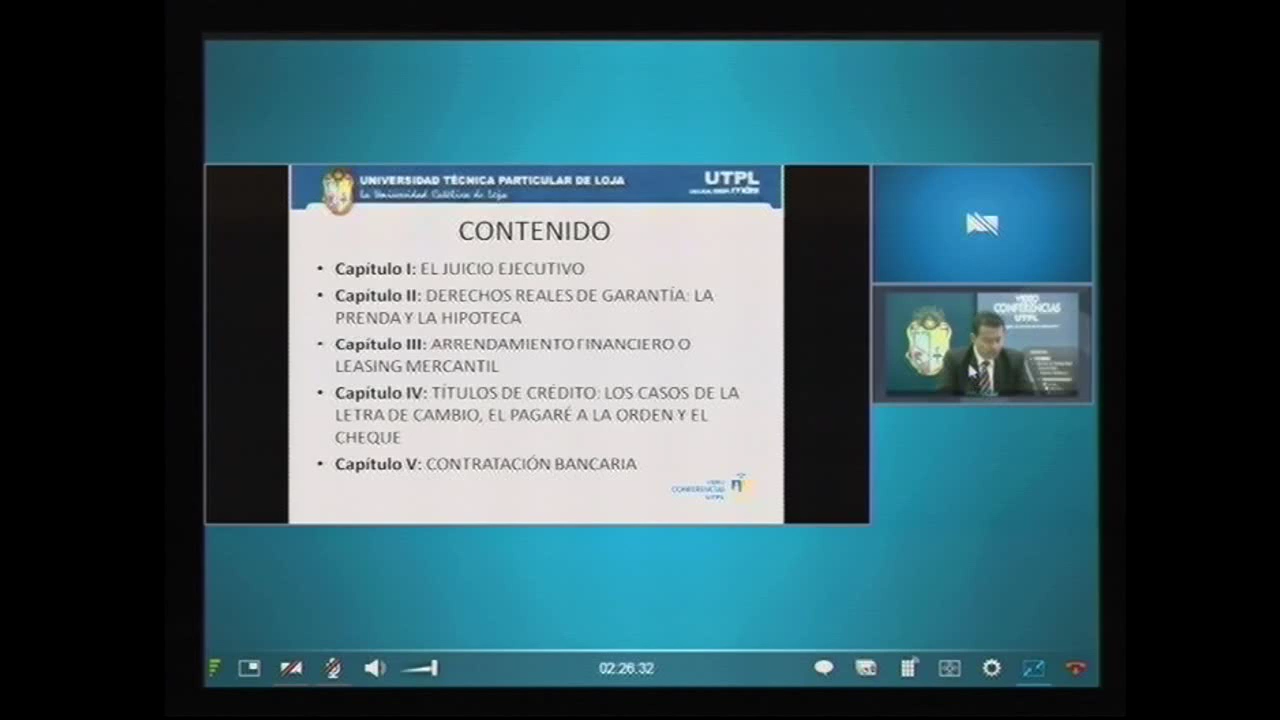 UNIVERSIDAD TÉCNICA PARTICULAR DE LOJA
La Universidad Católica de Loja
UTPL
CONTENIDO
• Capítulo I: EL JUICIO EJECUTIVO
• Capítulo II: DERECHOS REALES DE GARANTÍA: LA
PRENDA Y LA HIPOTECA
• Capítulo III: ARRENDAMIENTO FINANCIERO O
LEASING MERCANTIL
• Capítulo IV: TÍTULOS DE CRÉDITO: LOS CASOS DE LA
LETRA DE CAMBIO, EL PAGARÉ A LA ORDEN Y EL
CHEQUE
• Capítulo V: CONTRATACIÓN BANCARIA
VIDEO
CONFERENCIAS
UTPL
VIDEO
CONFERENCIAS
UTPL
02:26:32